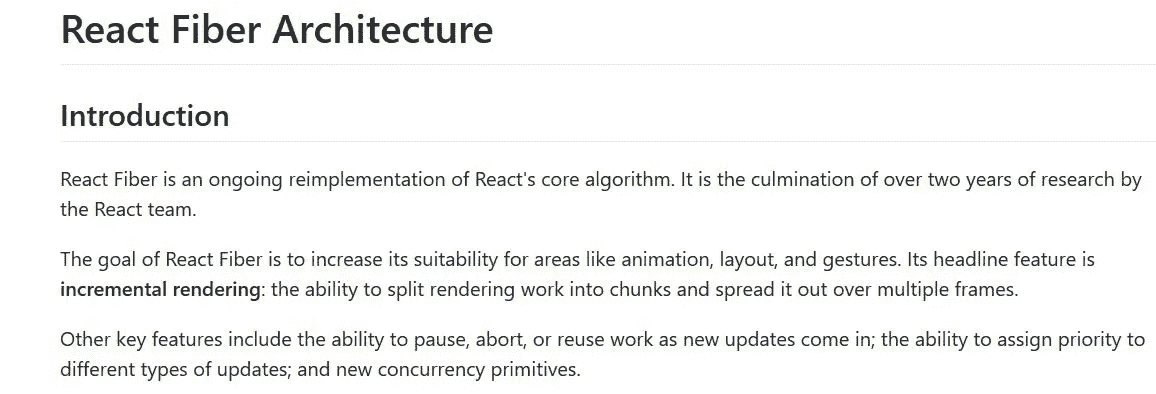 React Fiber Architecture
Introduction
React Fiber is an ongoing reimplementation of React's core algorithm. It is the culmination of over two years of research by
the React team.
The goal of React Fiber is to increase its suitability for areas like animation, layout, and gestures. Its headline feature is
incremental rendering: the ability to split rendering work into chunks and spread it out over multiple frames.
Other key features include the ability to pause, abort, or reuse work as new updates come in; the ability to assign priority to
different types of updates; and new concurrency primitives.